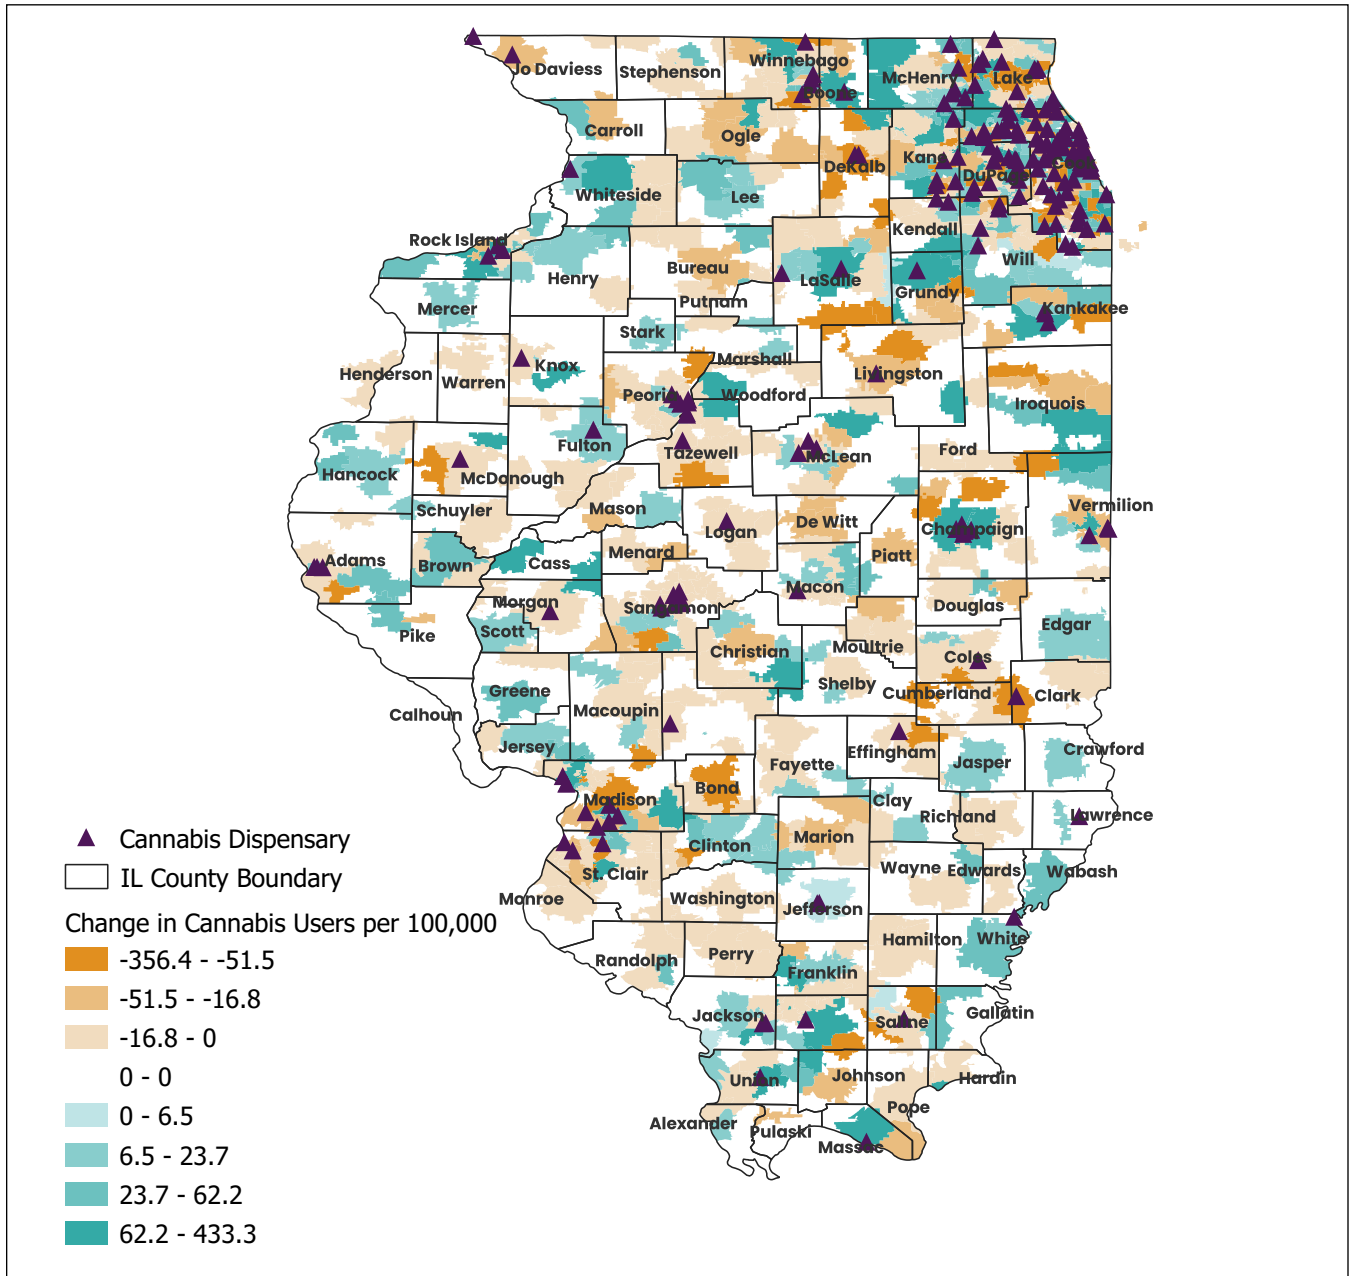 Jo Daviess
Stephenson
Winnebago
Boone
McHenry
Lake
Carroll
Ogle
DeKalb
Kane
DuPage
Cook
Whiteside
Lee
Kendall
Rock Island
Will
Henry
Bureau
LaSalle
Grundy
Putnam
Mercer
Kankakee
Stark
Marshall
Henderson
Warren
Knox
Livingston
Peoria
Woodford
Iroquois
Fulton
Tazewell
McLean
Ford
Hancock
McDonough
Schuyler
Mason
Logan
De Witt
Champaign
Vermilion
Adams
Brown
Cass
Menard
Piatt
Macon
Morgan
Sangamon
Douglas
Scott
Pike
Christian
Moultrie
Edgar
Coles
Shelby
Greene
Cumberland
Clark
Calhoun
Macoupin
Jersey
Effingham
Crawford
Fayette
Jasper
Bond
Madison
Clay
Richland
Lawrence
Marion
Clinton
St. Clair
Wayne
Edwards
Wabash
Monroe
Washington
Jefferson
Hamilton
White
Randolph
Perry
Franklin
Jackson
Saline
Gallatin
Union
Johnson
Hardin
Pope
Alexander
Pulaski
Massac
Cannabis Dispensary
IL County Boundary
Change in Cannabis Users per 100,000
-356.4 - -51.5
-51.5 - -16.8
-16.8 - 0
0 - 0
0 - 6.5
6.5 - 23.7
23.7 - 62.2
62.2 - 433.3